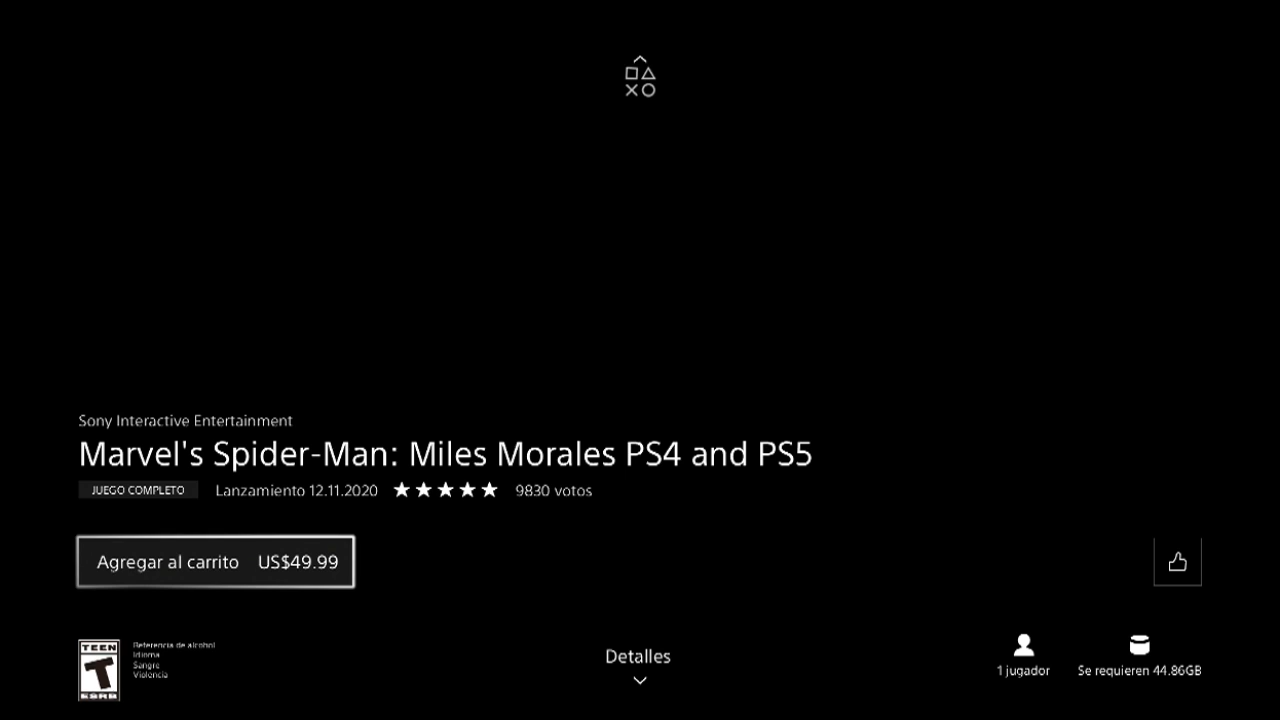 Sony Interactive Entertainment
Marvel's Spider-Man: Miles Morales PS4 and PS5
JUEGO COMPLETO Lanzamiento 12.11.2020 9830 votos
Agregar al carrito US$49.99
TEEN
T
ESRB
Referencia de alcohol
Idioma
Sangre
Violencia
Detalles
1 jugador
Se requieren 44.86GB